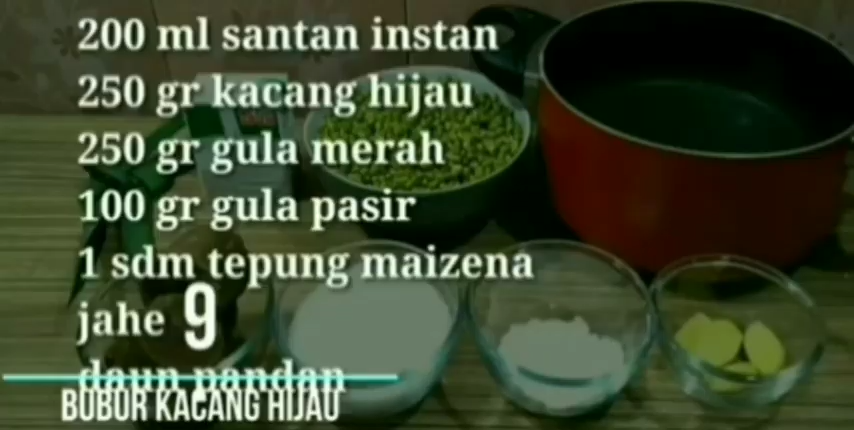 200 ml santan instan
250 gr kacang hijau
250 gr gula merah
100 gr gula pasir
1 sdm tepung maizena
jahe 9
daun pandan
BUBUR KACANG HIJAU